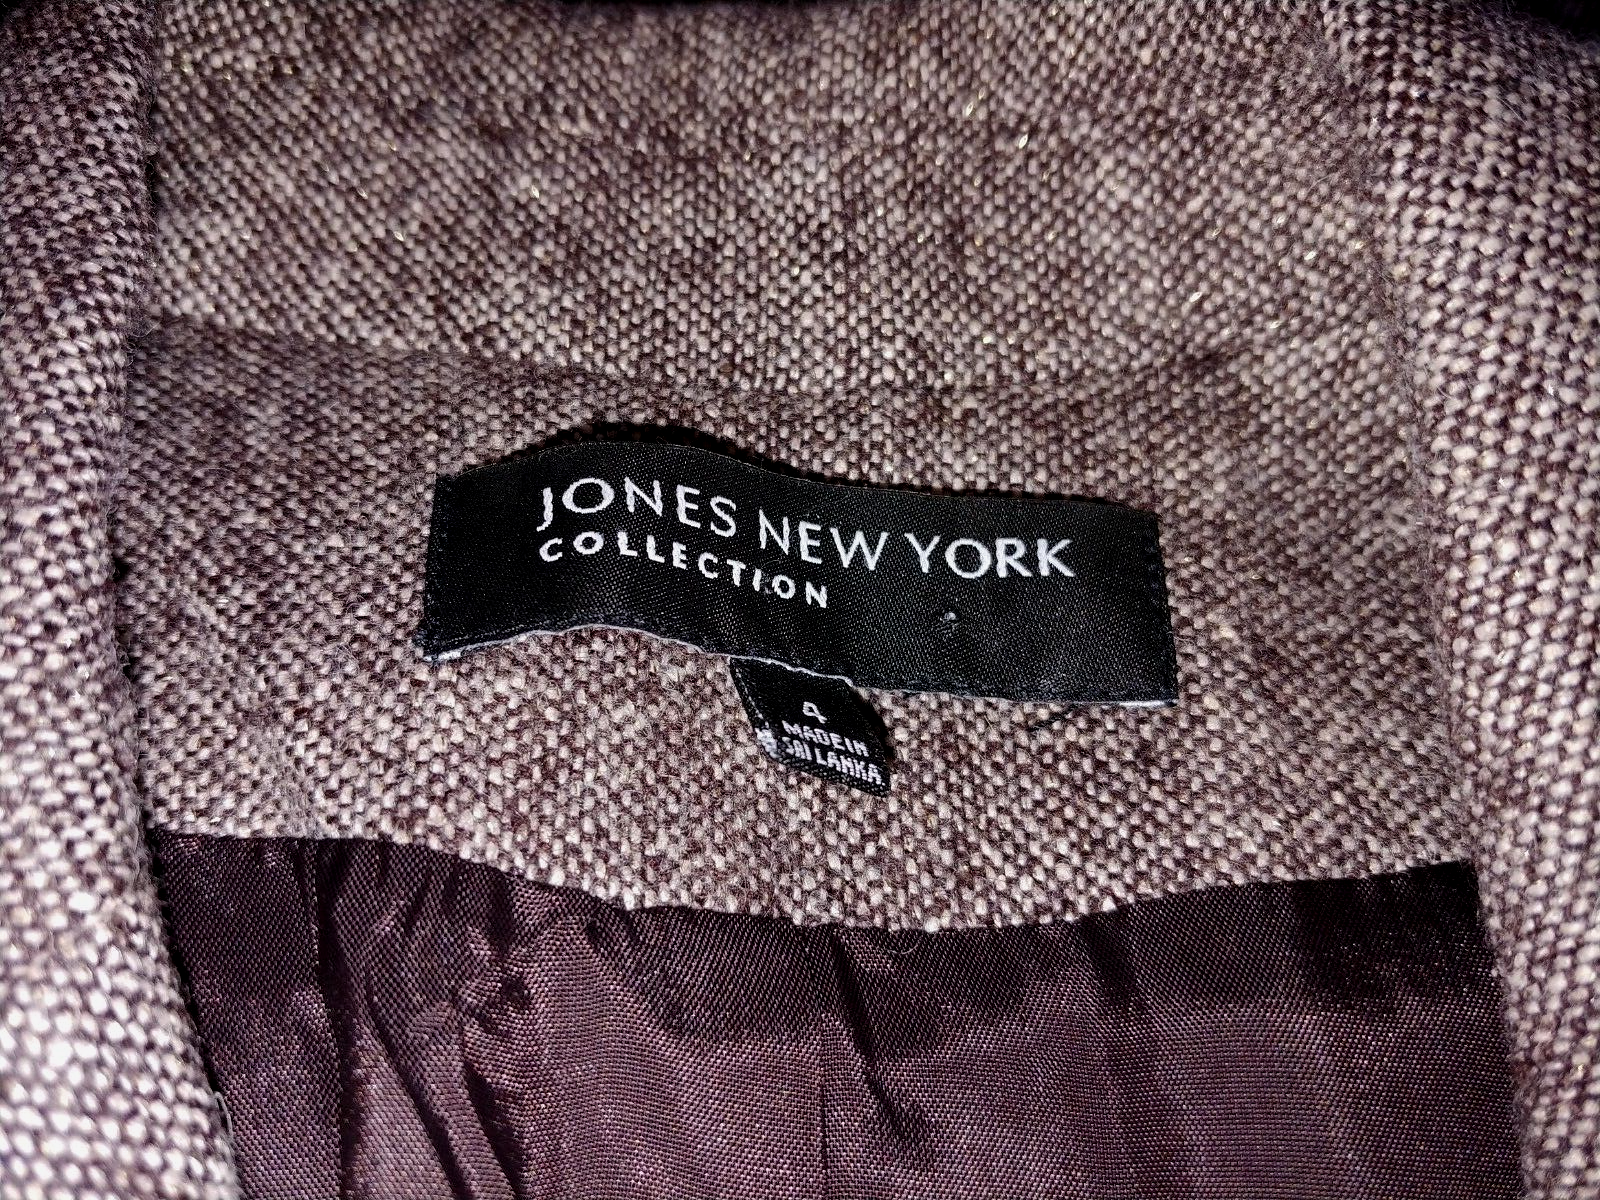 JONES NEW YORK
COLLECTION
4
MADE IN
SRI LANKA